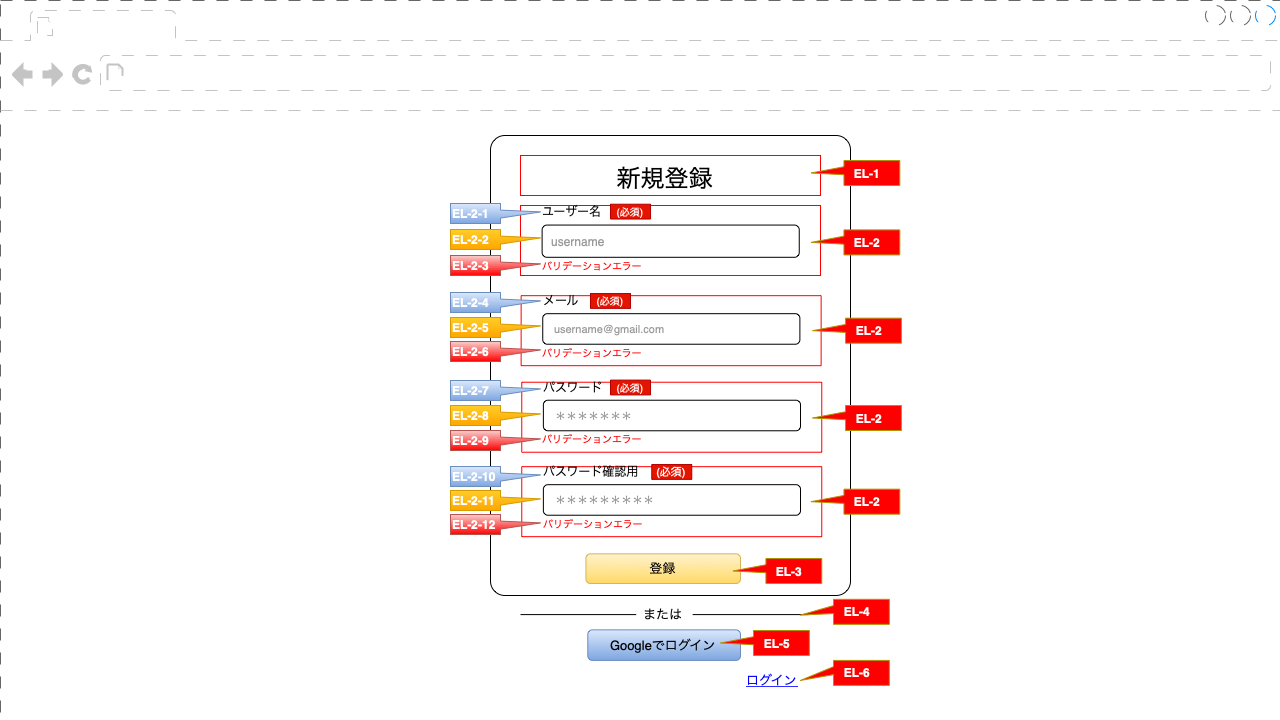 新規登録
EL-1
EL-2-1
ユーザー名 (必須)
EL-2-2
username
EL-2
EL-2-3
バリデーションエラー
EL-2-4
メール (必須)
EL-2-5
username@gmail.com
EL-2
EL-2-6
バリデーションエラー
EL-2-7
パスワード (必須)
EL-2-8
*******
EL-2
EL-2-9
バリデーションエラー
EL-2-10
パスワード確認用 (必須)
EL-2-11
*********
EL-2
EL-2-12
バリデーションエラー
登録
EL-3
または
EL-4
Googleでログイン
EL-5
ログイン
EL-6